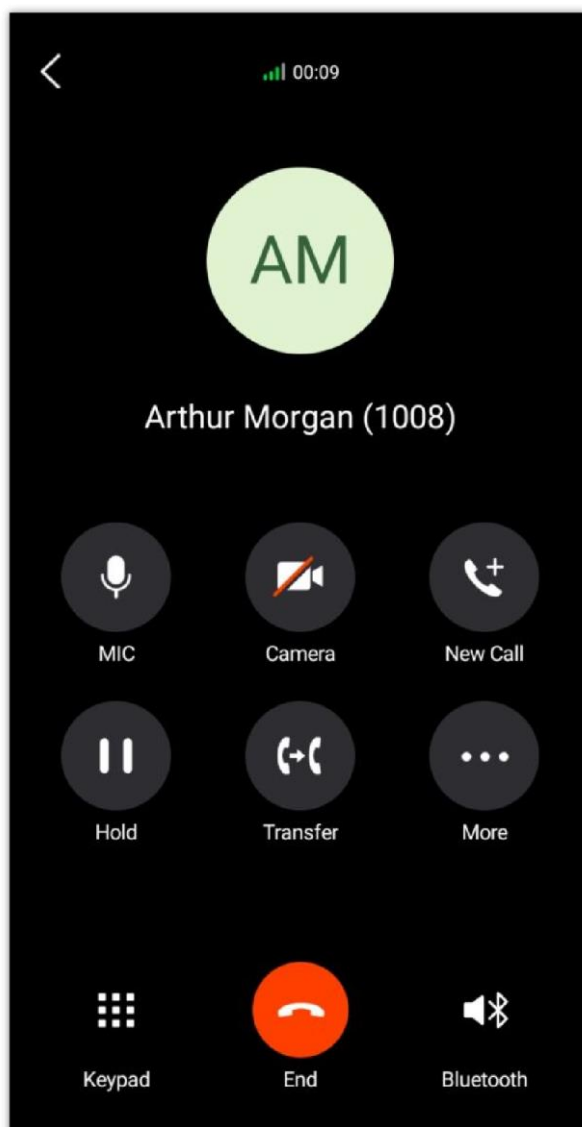 00:09
AM
Arthur Morgan (1008)
MIC Camera New Call
Hold Transfer More
Keypad End Bluetooth